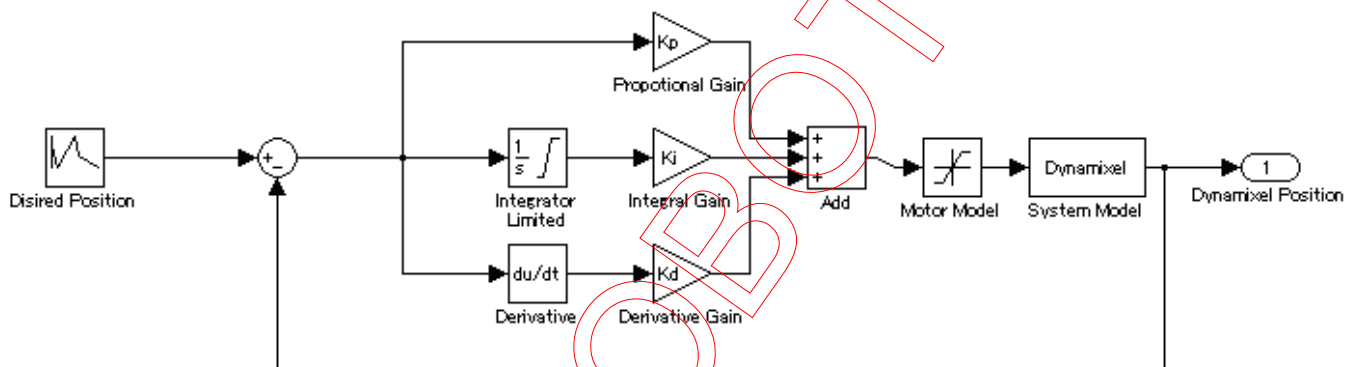 Kp
Propotional Gain
Disired Position
+
-
1
s
Integrator
Limited
Ki
Integral Gain
+
+
+
Add
Motor Model
Dynamixel
System Model
1
Dynamixel Position
du/dt
Derivative
Kd
Derivative Gain
OBOT